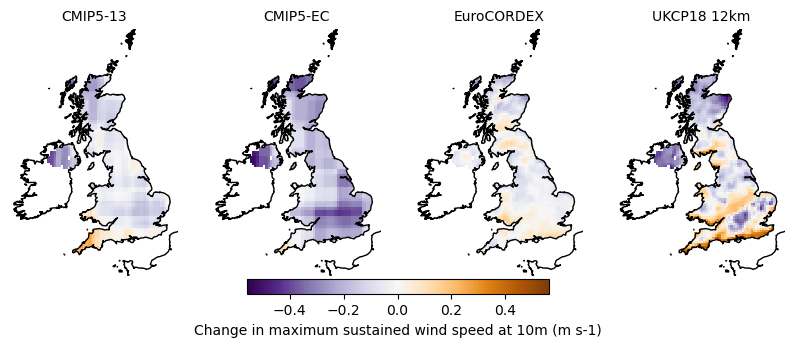 CMIP5-13 CMIP5-EC EuroCORDEX UKCP18 12km
−0.4 −0.2 0.0 0.2 0.4
Change in maximum sustained wind speed at 10m (m s-1)